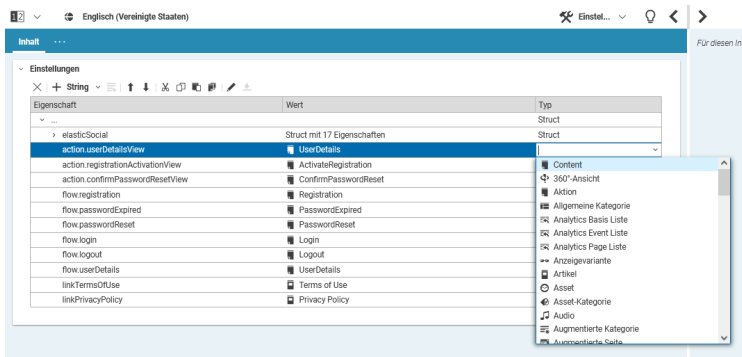 Englisch (Vereinigte Staaten)
Einstel...
Inhalt ...
Für diesen In
Einstellungen
String
Eigenschaft Wert Typ
... Struct
elasticSocial Struct mit 17 Eigenschaften Struct
action.userDetailsView UserDetails
action.registrationActivationView ActivateRegistration
action.confirmPasswordResetView ConfirmPasswordReset
flow.registration Registration
flow.passwordExpired PasswordExpired
flow.passwordReset PasswordReset
flow.login Login
flow.logout Logout
flow.userDetails UserDetails
linkTermsOfUse Terms of Use
linkPrivacyPolicy Privacy Policy
Content
360°-Ansicht
Aktion
Allgemeine Kategorie
Analytics Basis Liste
Analytics Event Liste
Analytics Page Liste
Anzeigevariante
Artikel
Asset
Asset-Kategorie
Audio
Augmentierte Kategorie
Augmentierte Seite